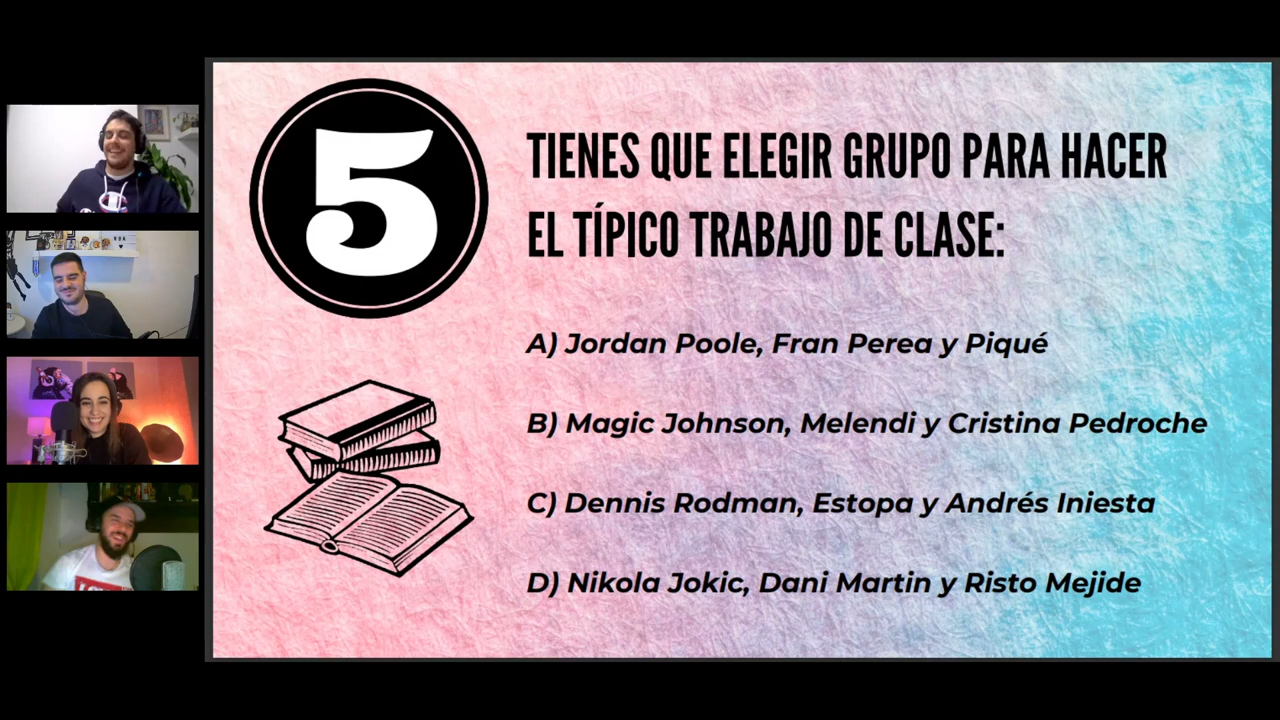 5
TIENES QUE ELEGIR GRUPO PARA HACER
EL TÍPICO TRABAJO DE CLASE:
A) Jordan Poole, Fran Perea y Piqué
B) Magic Johnson, Melendi y Cristina Pedroche
C) Dennis Rodman, Estopa y Andrés Iniesta
D) Nikola Jokic, Dani Martin y Risto Mejide